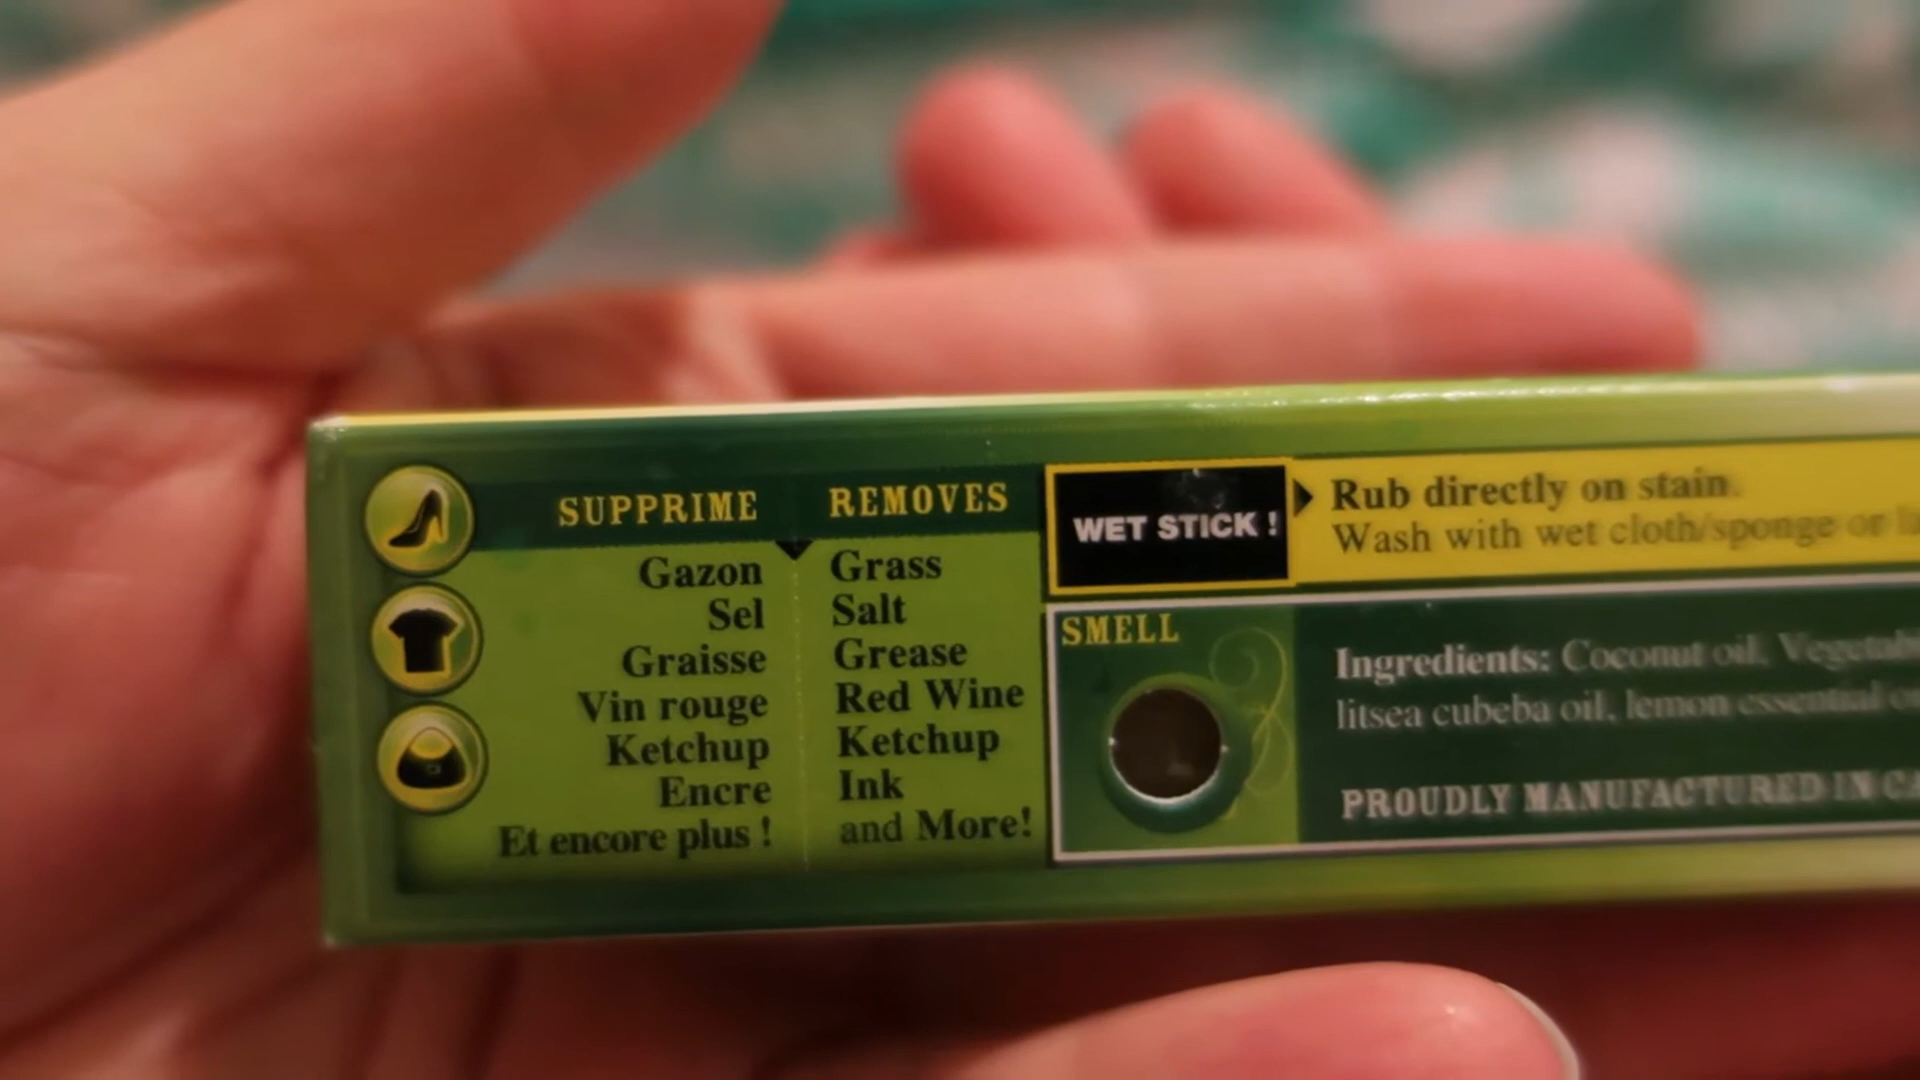 SUPPRIME
Gazon
Sel
Graisse
Vin rouge
Ketchup
Encre
Et encore plus !
REMOVES
Grass
Salt
Grease
Red Wine
Ketchup
Ink
and More!
WET STICK !
Rub directly on stain.
Wash with wet cloth/sponge or
SMELL
Ingredients: Coconut oil,
litsea cubeba oil, lemon essential
PROUDLY MANUFACTURED IN